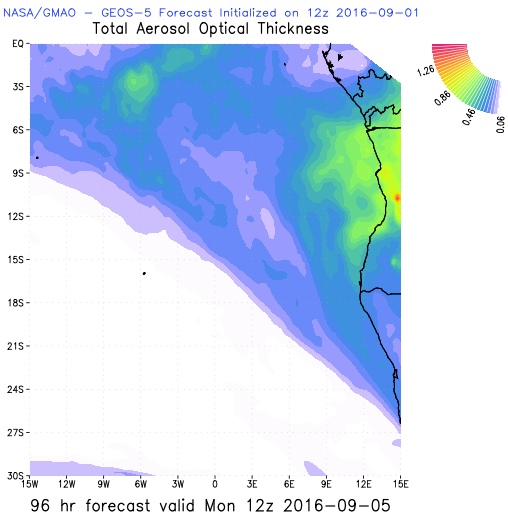 NASA/GMAO - GEOS-5 Forecast Initialized on 12z 2016-09-01
Total Aerosol Optical Thickness
EQ
3S
6S
9S
12S
15S
18S
21S
24S
27S
30S
15W 12W 9W 6W 3W 0 3E 6E 9E 12E 15E
1.26
0.86
0.46
0.06
96 hr forecast valid Mon 12z 2016-09-05